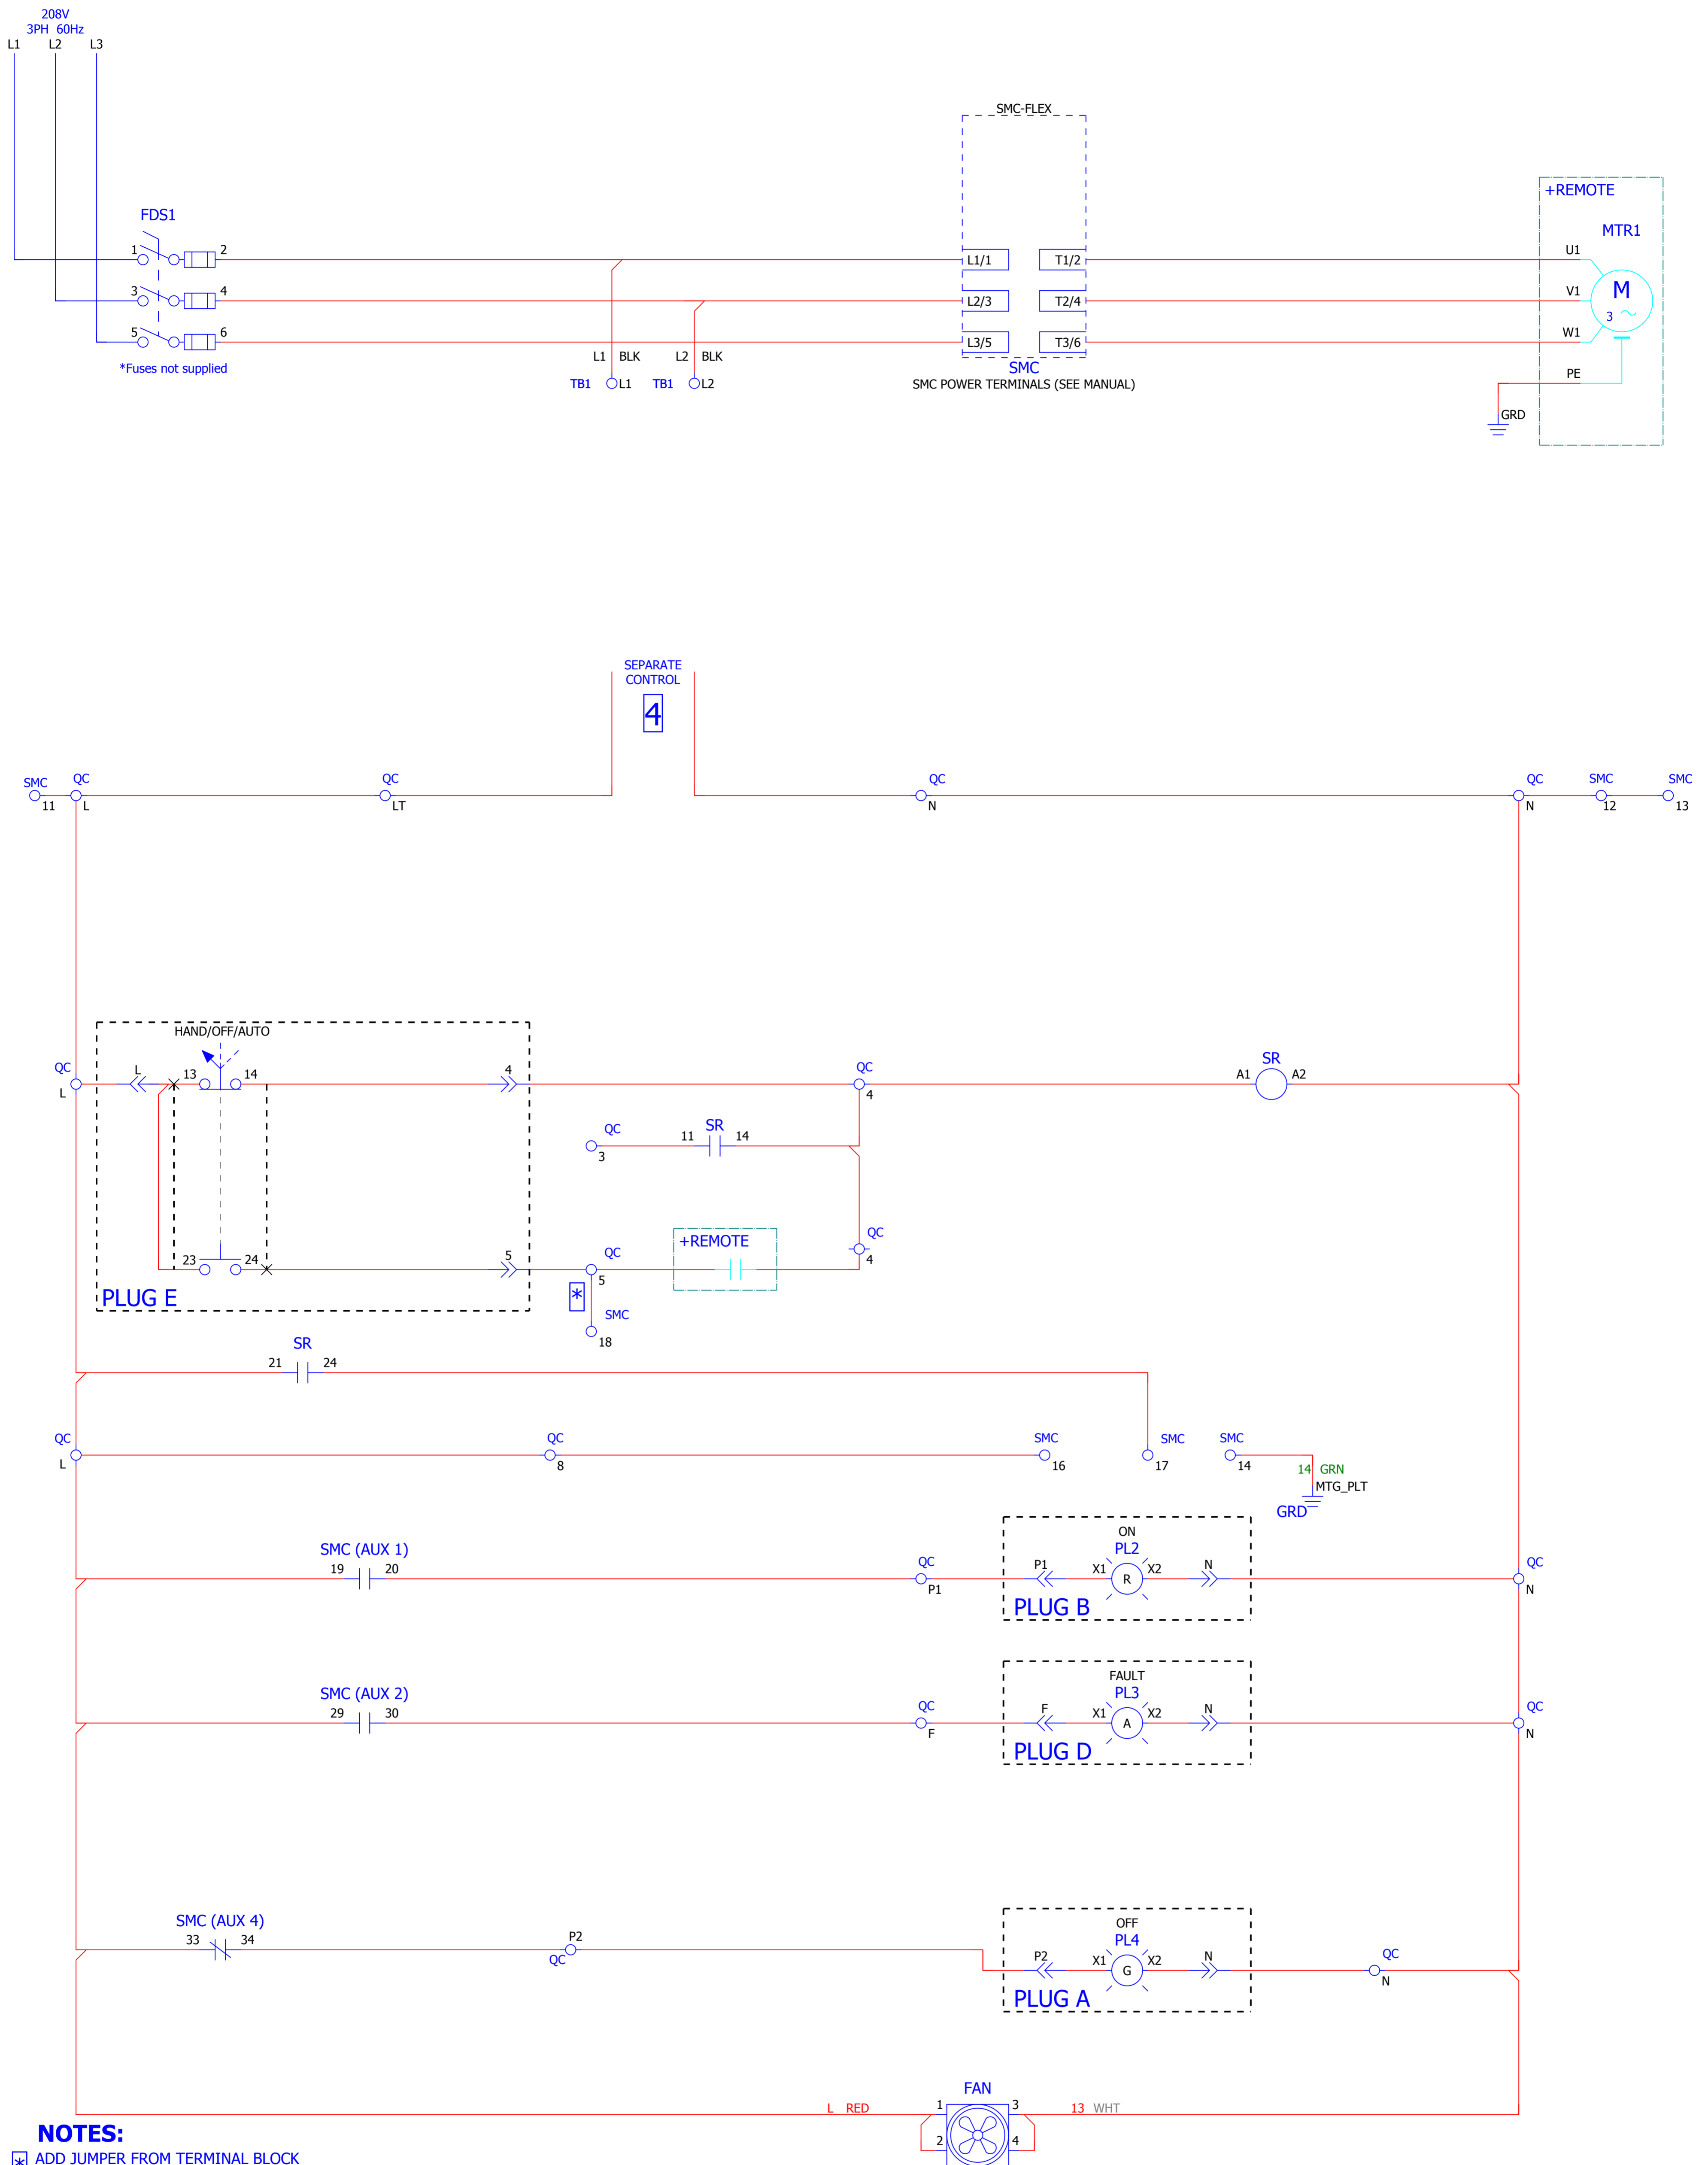 208V
3PH 60Hz
L1 L2 L3
SMC-FLEX
+REMOTE
FDS1
MTR1
1 2 L1/1 T1/2 U1
3 4 L2/3 T2/4 V1 M
3
5 6 L3/5 T3/6 W1
*Fuses not supplied
L1 BLK L2 BLK
SMC
TB1 L1 TB1 L2
SMC POWER TERMINALS (SEE MANUAL)
PE
GRD
SEPARATE
CONTROL
4
SMC QC QC QC QC SMC SMC
11 L LT N N 12 13
HAND/OFF/AUTO
QC L 13 14 4 QC SR
L 4 A1 A2
QC SR
3 11 14
QC
+REMOTE
4
23 24 5 QC
5
*
PLUG E
SMC
18
SR
21 24
QC QC SMC SMC SMC
L 8 16 17 14
14 GRN
MTG_PLT
GRD
ON
SMC (AUX 1) PL2
19 20 QC P1 X1 R X2 N QC
P1 N
PLUG B
FAULT
SMC (AUX 2) PL3
29 30 QC F X1 A X2 N QC
F N
PLUG D
SMC (AUX 4) OFF
33 34 P2 PL4
QC P2 X1 G X2 N QC
N
PLUG A
FAN
L RED 1 3 13 WHT
2 4
NOTES:
* ADD JUMPER FROM TERMINAL BLOCK